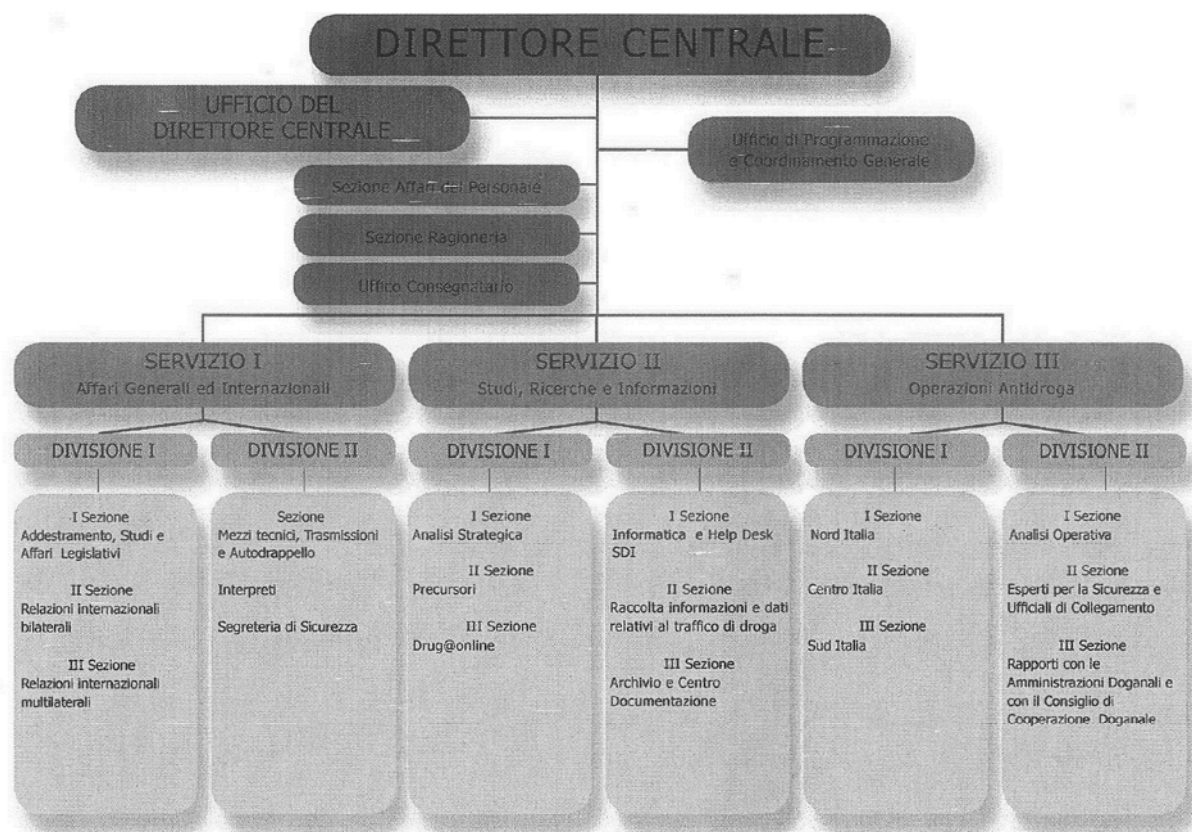 DIRETTORE CENTRALE
UFFICIO DEL
DIRETTORE CENTRALE
Ufficio di Programmazione
e Coordinamento Generale
Sezione Affari del Personale
Sezione Ragioneria
Uffico Consegnatario
SERVIZIO I
Affari Generali ed Internazionali
SERVIZIO II
Studi, Ricerche e Informazioni
SERVIZIO III
Operazioni Antidroga
DIVISIONE I
DIVISIONE II
DIVISIONE I
DIVISIONE II
DIVISIONE I
DIVISIONE II
I Sezione
Addestramento, Studi e
Affari Legislativi
II Sezione
Relazioni internazionali
bilaterali
III Sezione
Relazioni internazionali
multilaterali
Sezione
Mezzi tecnici, Trasmissioni
e Autodrappello
Interpreti
Segreteria di Sicurezza
I Sezione
Analisi Strategica
II Sezione
Precursori
III Sezione
Drug@online
I Sezione
Informatica e Help Desk
SDI
II Sezione
Raccolta informazioni e dati
relativi al traffico di droga
III Sezione
Archivio e Centro
Documentazione
I Sezione
Nord Italia
II Sezione
Centro Italia
III Sezione
Sud Italia
I Sezione
Analisi Operativa
II Sezione
Esperti per la Sicurezza e
Ufficiali di Collegamento
III Sezione
Rapporti con le
Amministrazioni Doganali e
con il Consiglio di
Cooperazione Doganale